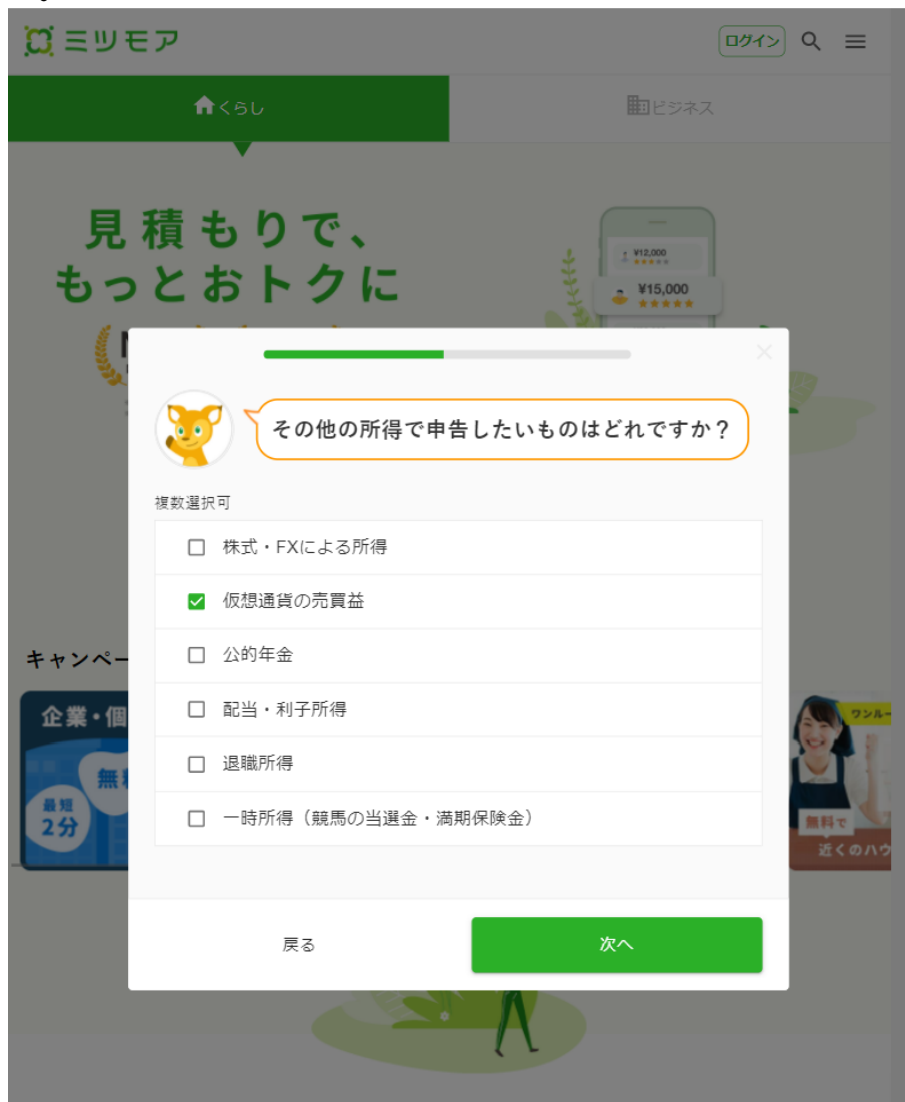 ミツモア
ログイン
くらし
ビジネス
見積もりで、
もっとおトクに
¥12,000
¥15,000
その他の所得で申告したいものはどれですか？
複数選択可
株式・FXによる所得
仮想通貨の売買益
公的年金
配当・利子所得
退職所得
一時所得（競馬の当選金・満期保険金）
戻る
次へ
キャンペー
企業・個
無料
最短
2分
ワンルー
無料で
近くのハウ